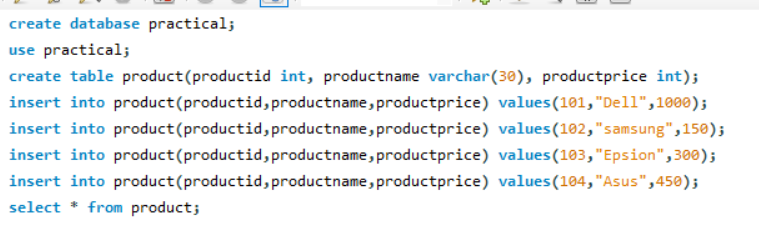 create database practical;
use practical;
create table product(productid int, productname varchar(30), productprice int);
insert into product(productid,productname,productprice) values(101,"Dell",1000);
insert into product(productid,productname,productprice) values(102,"samsung",150);
insert into product(productid,productname,productprice) values(103,"Epsion",300);
insert into product(productid,productname,productprice) values(104,"Asus",450);
select * from product;